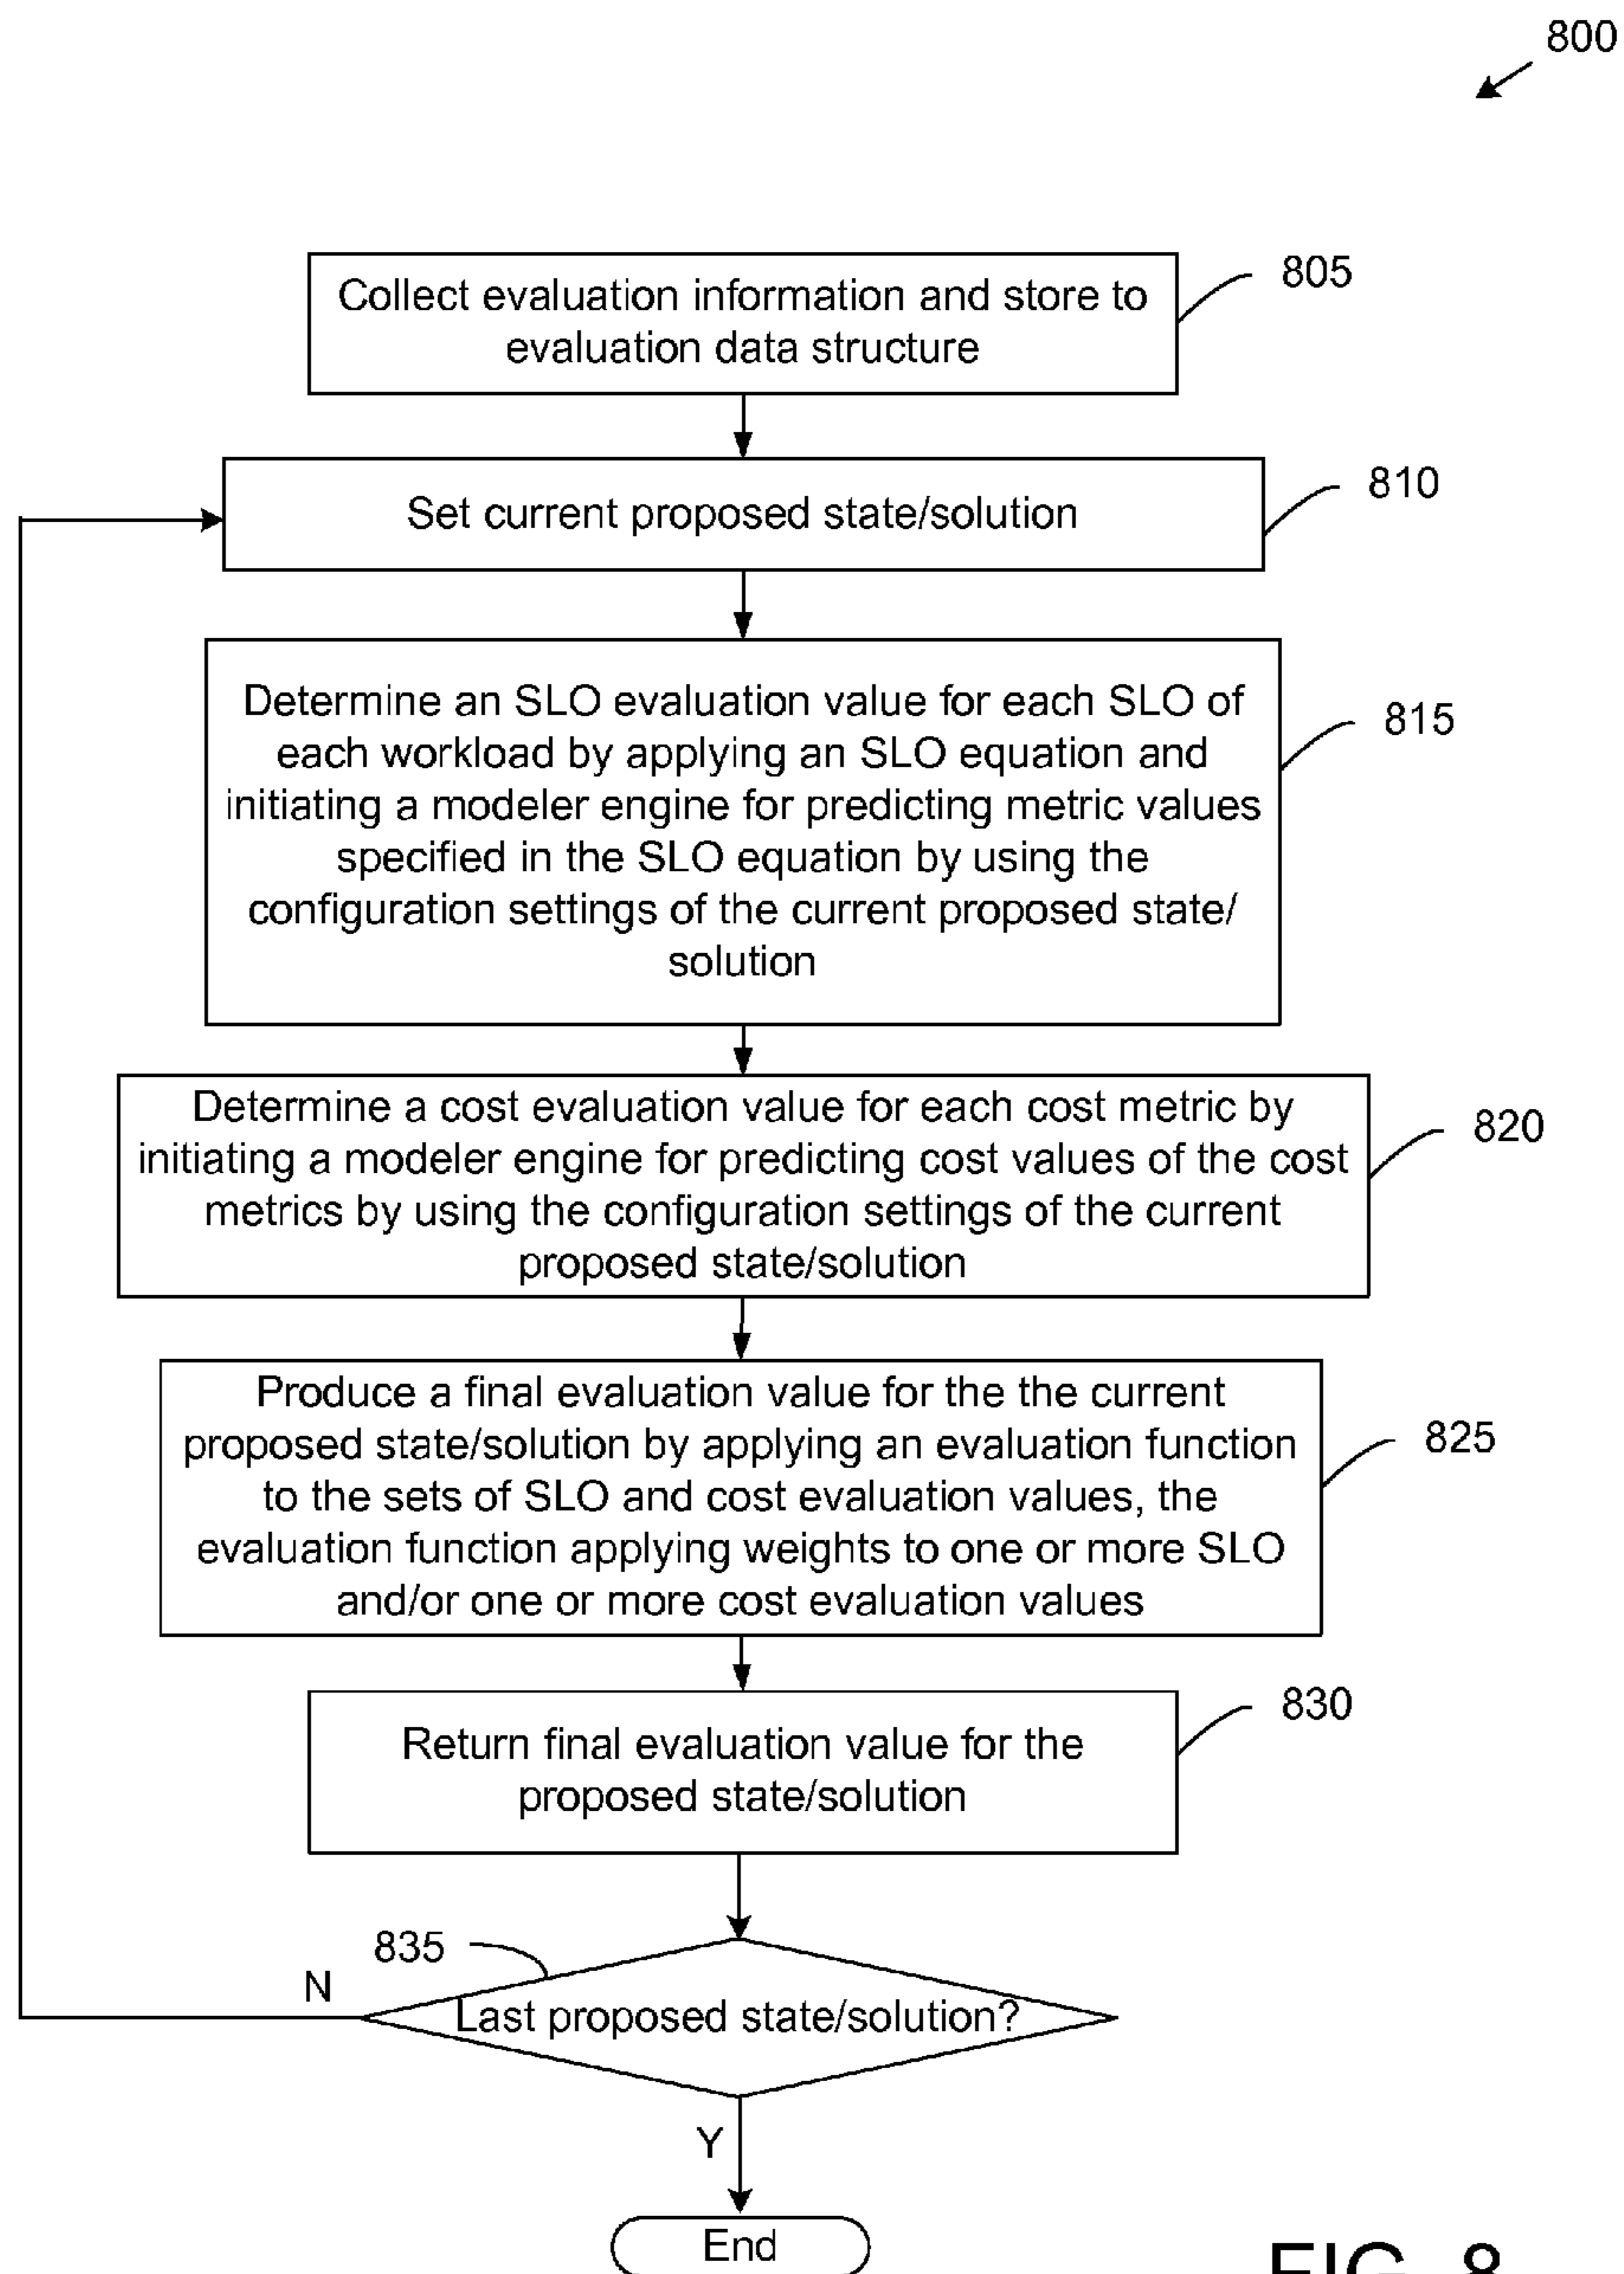 800
805
Collect evaluation information and store to
evaluation data structure
810
Set current proposed state/solution
815
Determine an SLO evaluation value for each SLO of
each workload by applying an SLO equation and
initiating a modeler engine for predicting metric values
specified in the SLO equation by using the
configuration settings of the current proposed state/
solution
820
Determine a cost evaluation value for each cost metric by
initiating a modeler engine for predicting cost values of the cost
metrics by using the configuration settings of the current
proposed state/solution
825
Produce a final evaluation value for the the current
proposed state/solution by applying an evaluation function
to the sets of SLO and cost evaluation values, the
evaluation function applying weights to one or more SLO
and/or one or more cost evaluation values
830
Return final evaluation value for the
proposed state/solution
835
N
Last proposed state/solution?
Y
End
FIG. 8